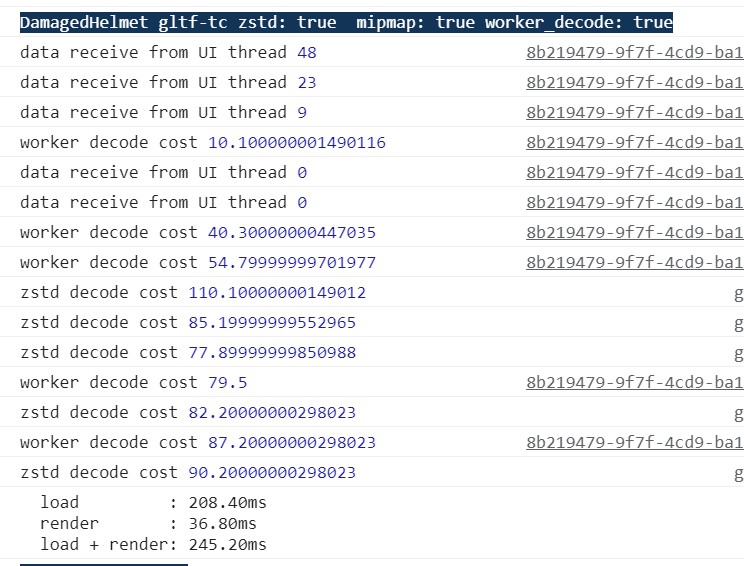 DamagedHelmet gltf-tc zstd: true  mipmap: true worker_decode: true
data receive from UI thread 48 8b219479-9f7f-4cd9-ba1
data receive from UI thread 23 8b219479-9f7f-4cd9-ba1
data receive from UI thread 9 8b219479-9f7f-4cd9-ba1
worker decode cost 10.100000001490116 8b219479-9f7f-4cd9-ba1
data receive from UI thread 0 8b219479-9f7f-4cd9-ba1
data receive from UI thread 0 8b219479-9f7f-4cd9-ba1
worker decode cost 40.30000000447035 8b219479-9f7f-4cd9-ba1
worker decode cost 54.79999999701977 8b219479-9f7f-4cd9-ba1
zstd decode cost 110.10000000149012 g
zstd decode cost 85.19999999552965 g
zstd decode cost 77.89999999850988 g
worker decode cost 79.5 8b219479-9f7f-4cd9-ba1
zstd decode cost 82.20000000298023 g
worker decode cost 87.20000000298023 8b219479-9f7f-4cd9-ba1
zstd decode cost 90.20000000298023 g
load : 208.40ms
render : 36.80ms
load + render: 245.20ms